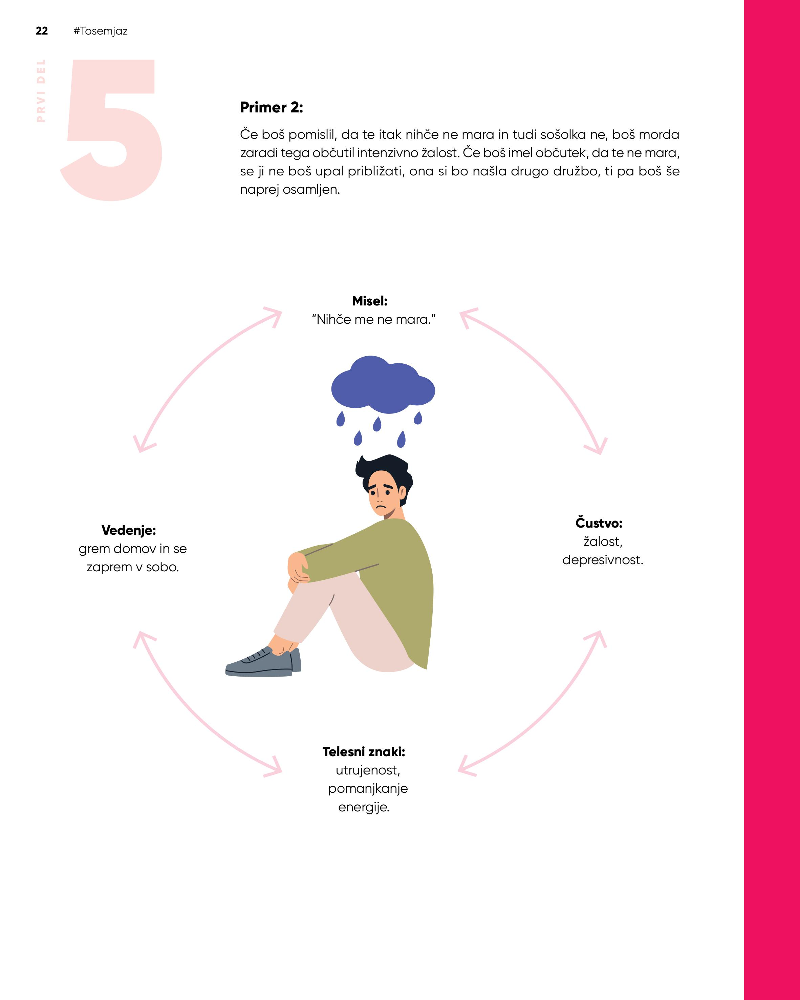 22 #Tosemjaz
PRVI DEL
5
Primer 2:
Če boš pomislil, da te itak nihče ne mara in tudi sošolka ne, boš morda
zaradi tega občutil intenzivno žalost. Če boš imel občutek, da te ne mara,
se ji ne boš upal približati, ona si bo našla drugo družbo, ti pa boš še
naprej osamljen.
Misel:
“Nihče me ne mara.”
Vedenje:
grem domov in se
zaprem v sobo.
Čustvo:
žalost,
depresivnost.
Telesni znaki:
utrujenost,
pomanjkanje
energije.